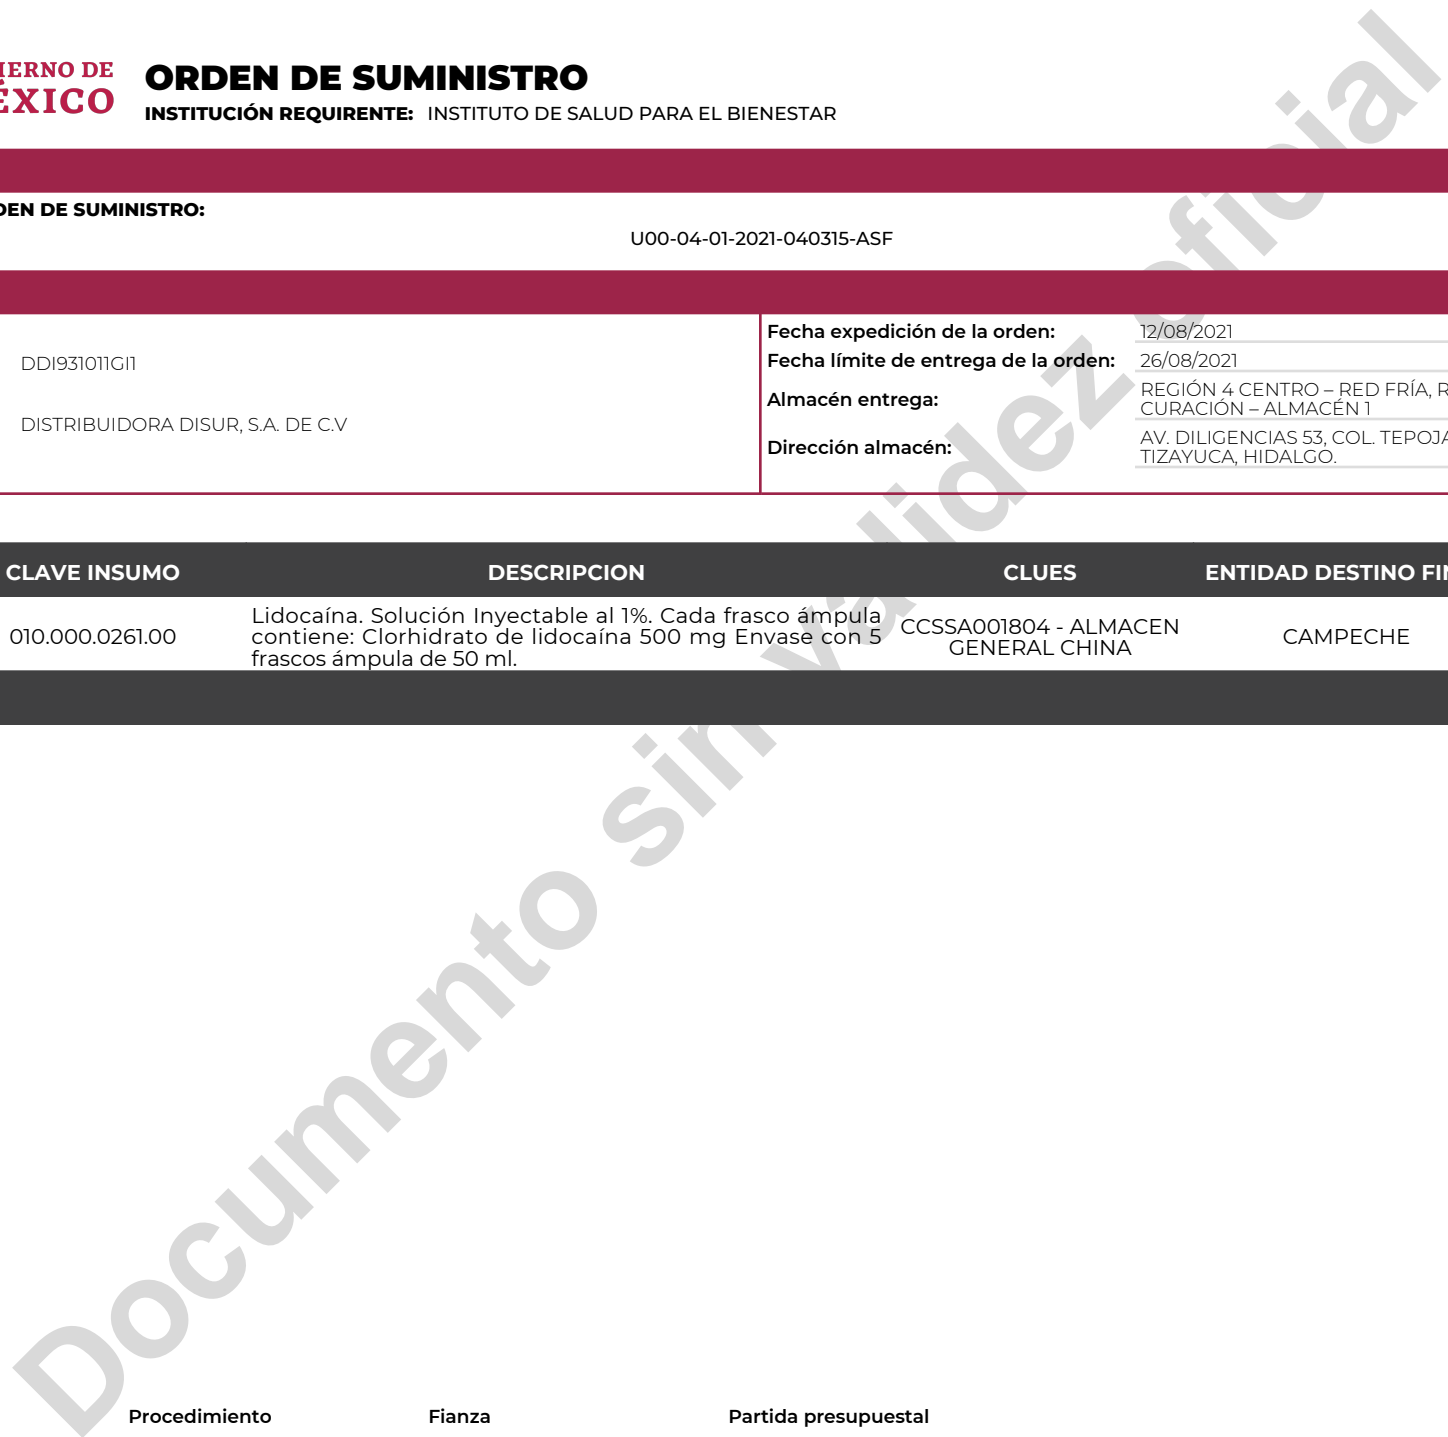 IERNO DE
ÉXICO
ORDEN DE SUMINISTRO
INSTITUCIÓN REQUIRENTE: INSTITUTO DE SALUD PARA EL BIENESTAR
DEN DE SUMINISTRO:
U00-04-01-2021-040315-ASF
DDI931011GI1
DISTRIBUIDORA DISUR, S.A. DE C.V
Fecha expedición de la orden: 12/08/2021
Fecha límite de entrega de la orden: 26/08/2021
Almacén entrega: REGIÓN 4 CENTRO – RED FRÍA, R
CURACIÓN – ALMACÉN 1
Dirección almacén: AV. DILIGENCIAS 53, COL. TEPOJA
TIZAYUCA, HIDALGO.
CLAVE INSUMO DESCRIPCION CLUES ENTIDAD DESTINO FIN
010.000.0261.00
Lidocaína. Solución Inyectable al 1%. Cada frasco ámpula
contiene: Clorhidrato de lidocaína 500 mg Envase con 5
frascos ámpula de 50 ml.
CCSSA001804 - ALMACEN
GENERAL CHINA
CAMPECHE
Documento sin validez oficial
Procedimiento Fianza Partida presupuestal